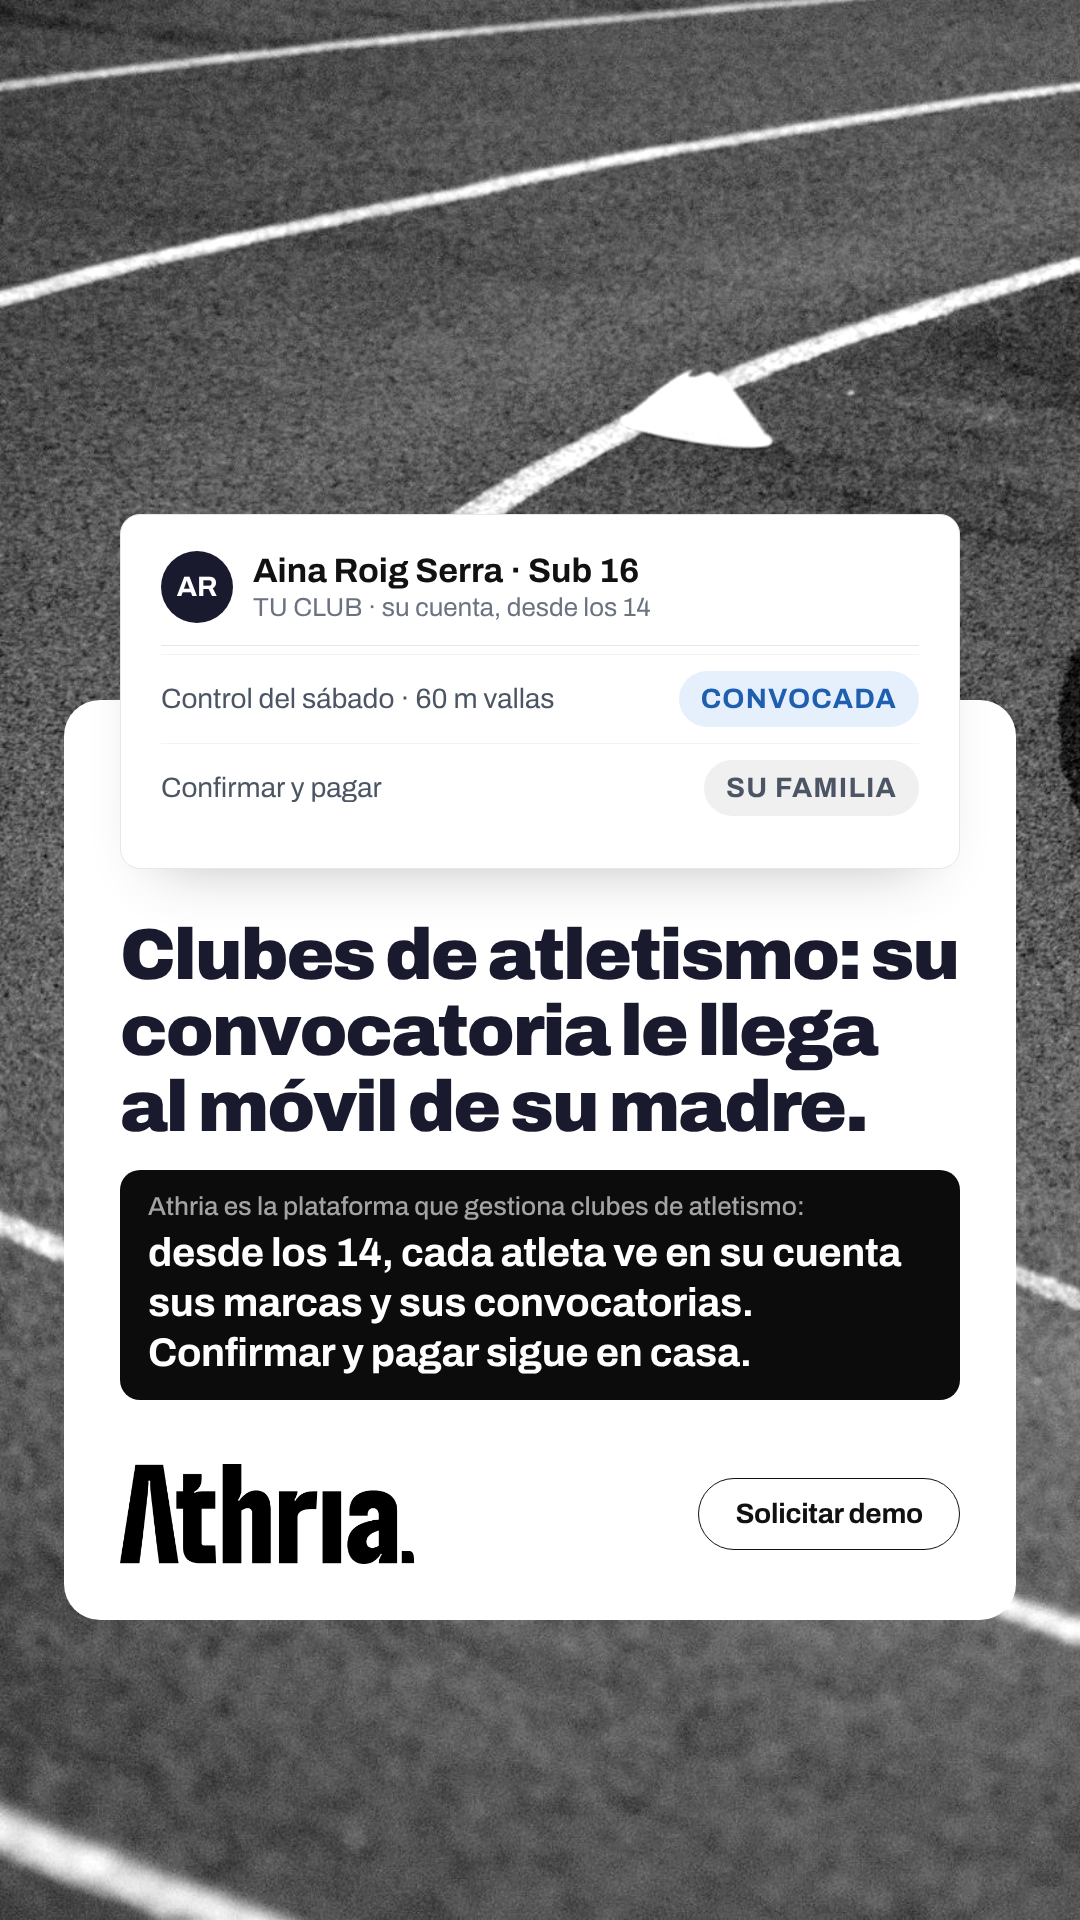 AR
Aina Roig Serra · Sub 16
TU CLUB · su cuenta, desde los 14
Control del sábado · 60 m vallas
CONVOCADA
Confirmar y pagar
SU FAMILIA
Clubes de atletismo: su
convocatoria le llega
al móvil de su madre.
Athria es la plataforma que gestiona clubes de atletismo:
desde los 14, cada atleta ve en su cuenta
sus marcas y sus convocatorias.
Confirmar y pagar sigue en casa.
Athria.
Solicitar demo